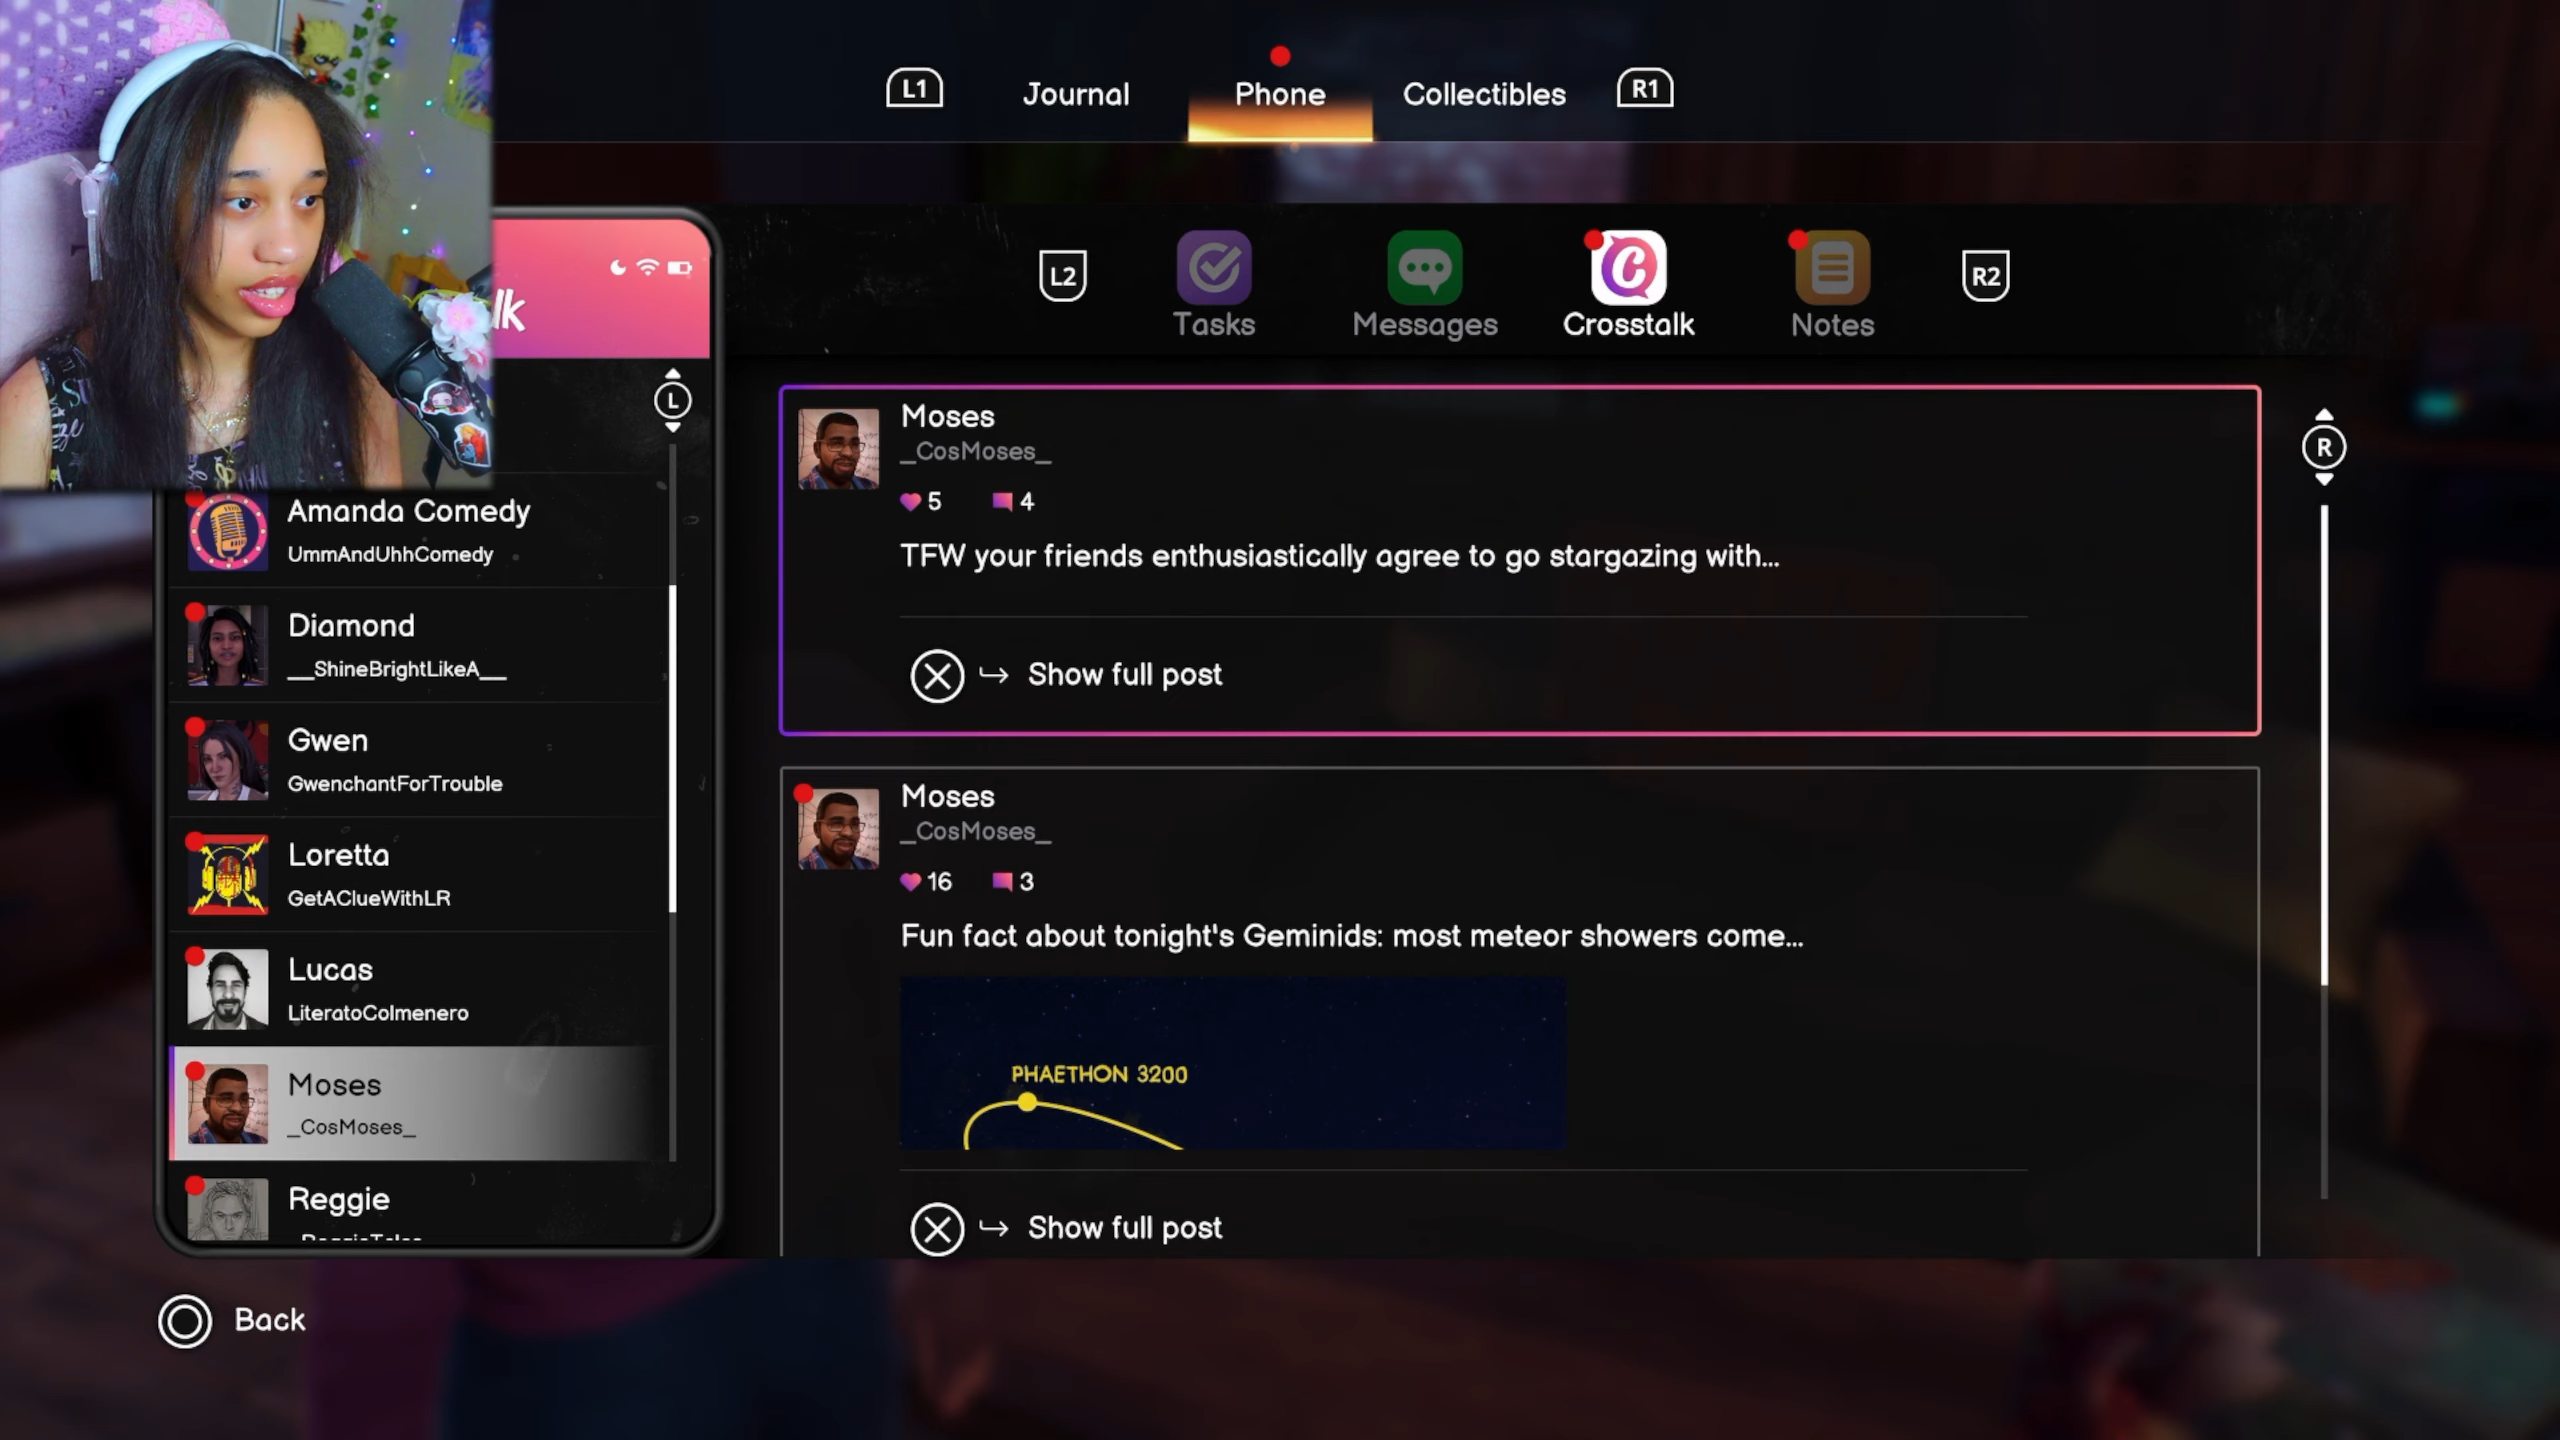 L1
Journal
Phone
Collectibles
R1
lk
L2
Tasks
Messages
Crosstalk
Notes
R2
L
Amanda Comedy
UmmAndUhhComedy
Diamond
__ShineBrightLikeA__
Gwen
GwenchantForTrouble
Loretta
GetAClueWithLR
Lucas
LiteratoColmenero
Moses
_CosMoses_
Reggie
Moses
_CosMoses_
5
4
TFW your friends enthusiastically agree to go stargazing with...
Show full post
R
Moses
_CosMoses_
16
3
Fun fact about tonight's Geminids: most meteor showers come...
PHAETHON 3200
Show full post
Back